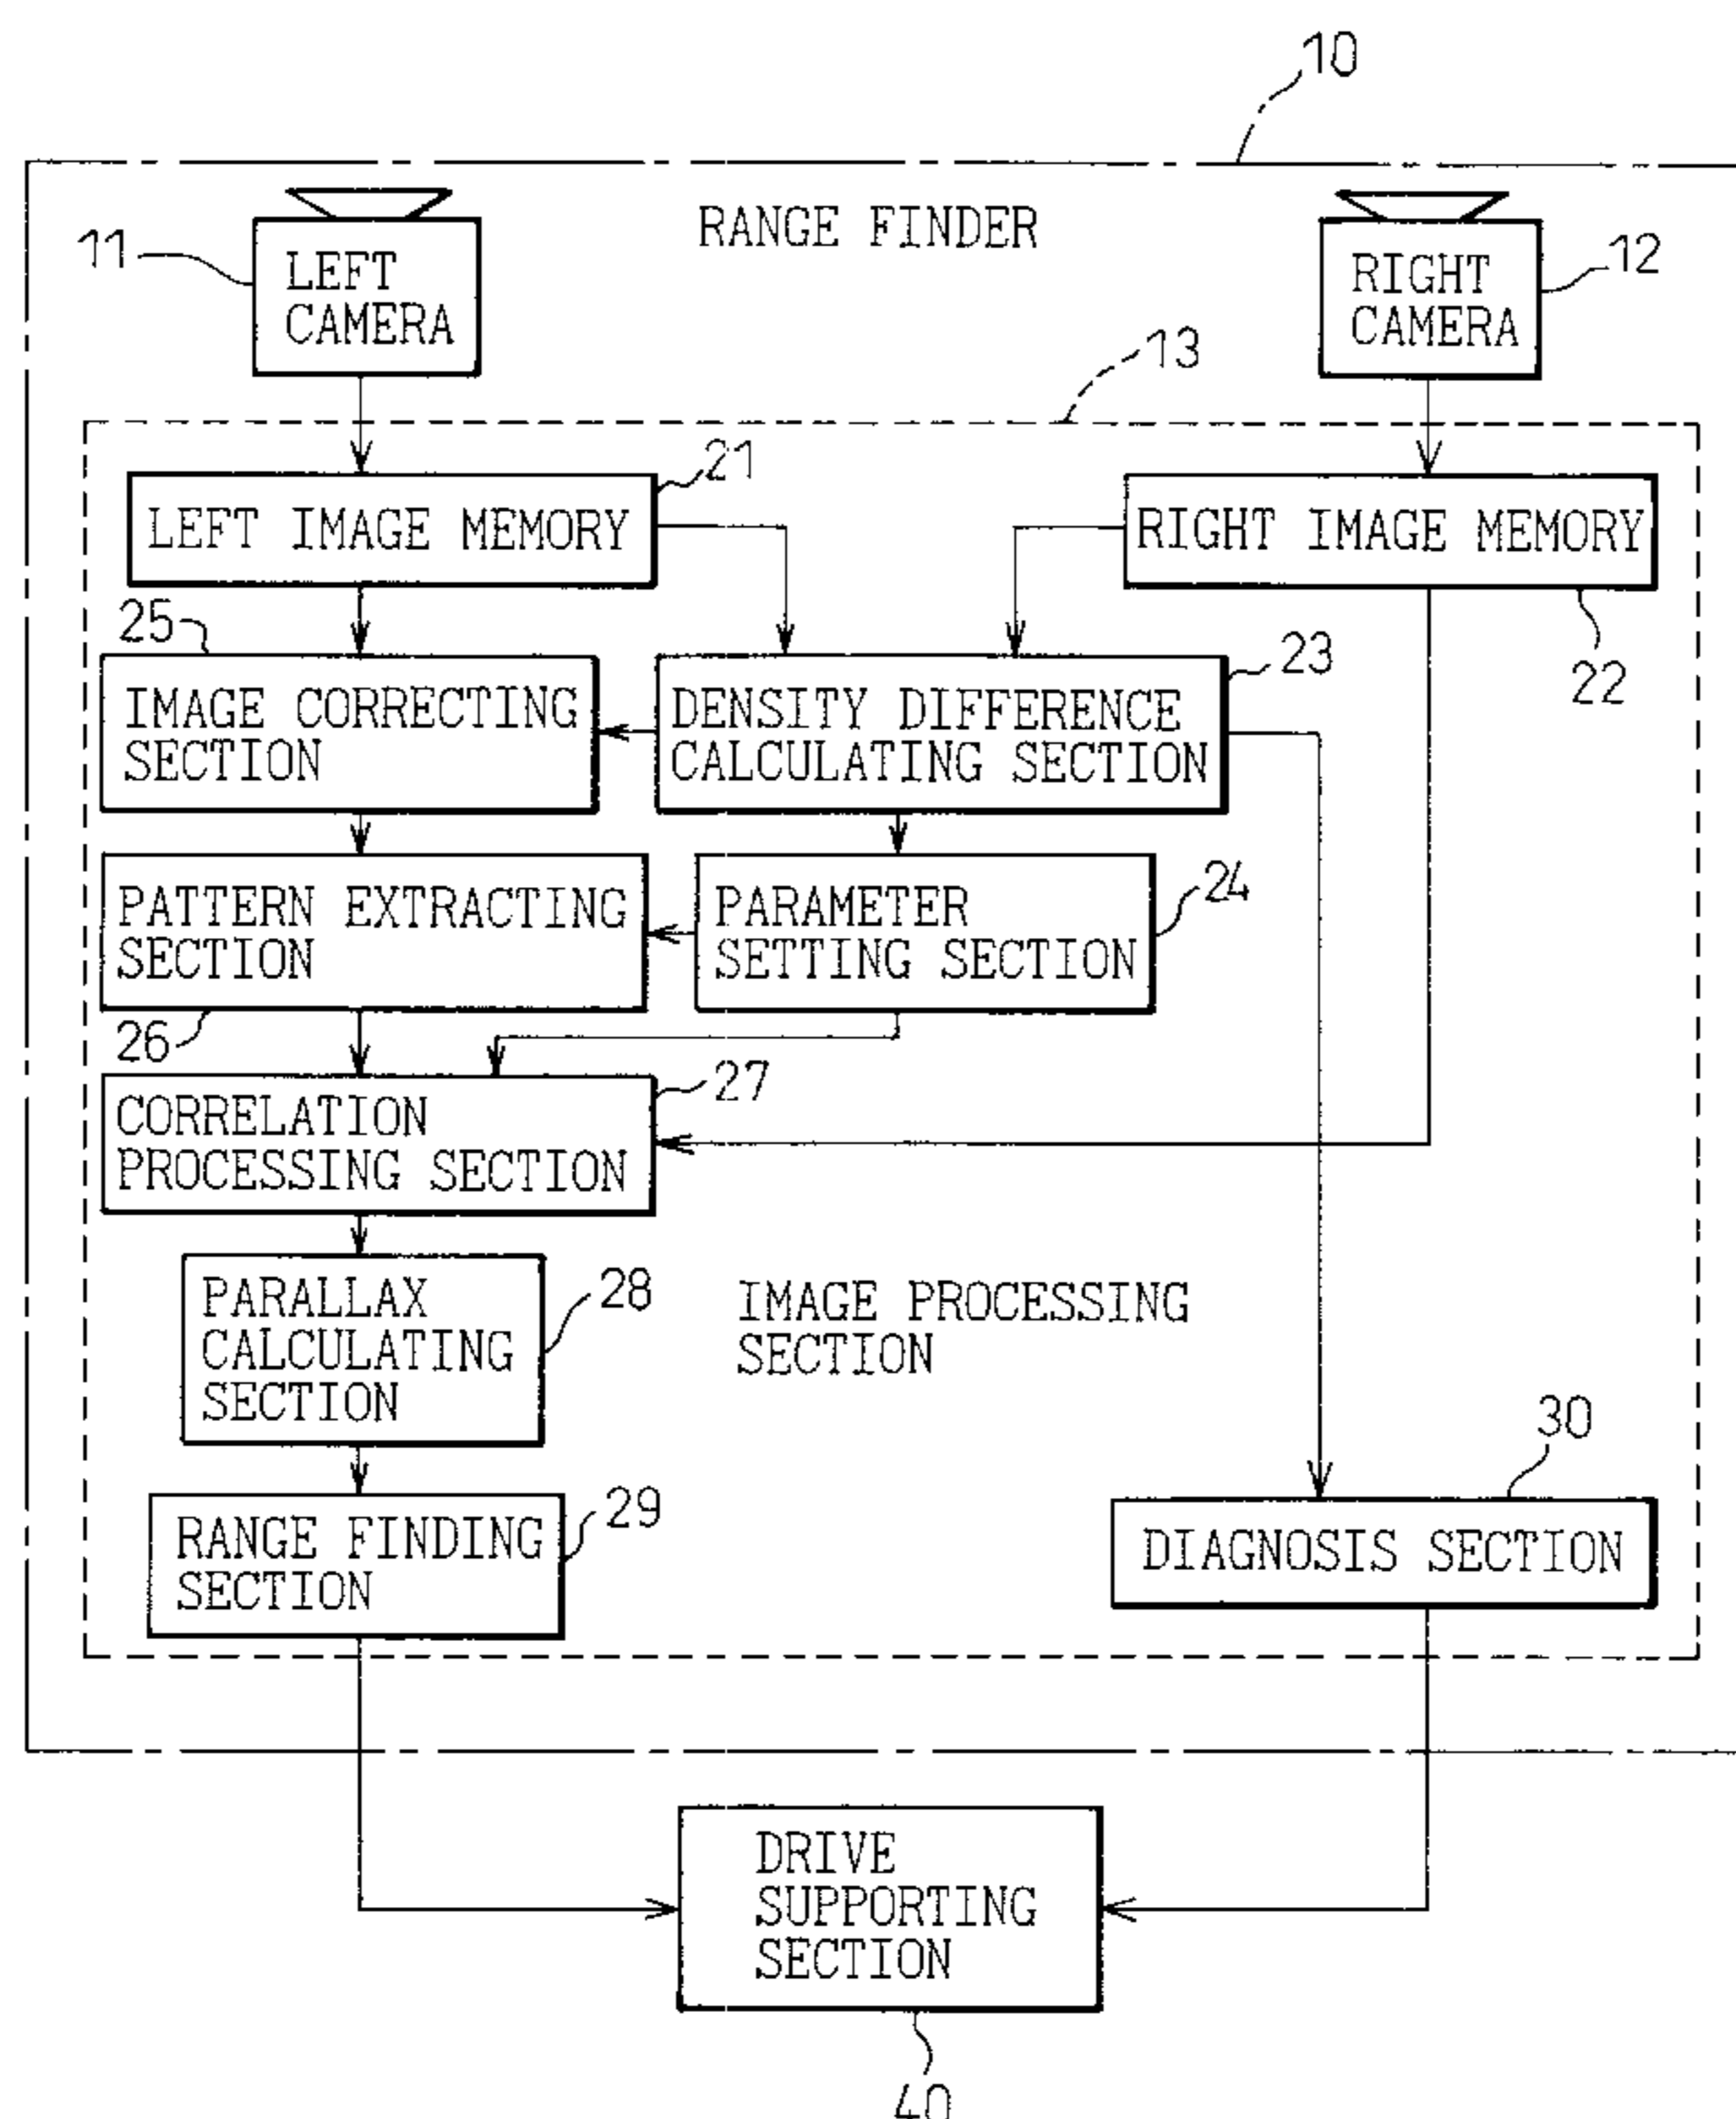 10
RANGE FINDER
11
LEFT
CAMERA
RIGHT
CAMERA
12
13
21
LEFT IMAGE MEMORY
RIGHT IMAGE MEMORY
22
25
IMAGE CORRECTING
SECTION
DENSITY DIFFERENCE
CALCULATING SECTION
23
PATTERN EXTRACTING
SECTION
26
PARAMETER
SETTING SECTION
24
CORRELATION
PROCESSING SECTION
27
PARALLAX
CALCULATING
SECTION
28
IMAGE PROCESSING
SECTION
RANGE FINDING
SECTION
29
30
DIAGNOSIS SECTION
DRIVE
SUPPORTING
SECTION
40